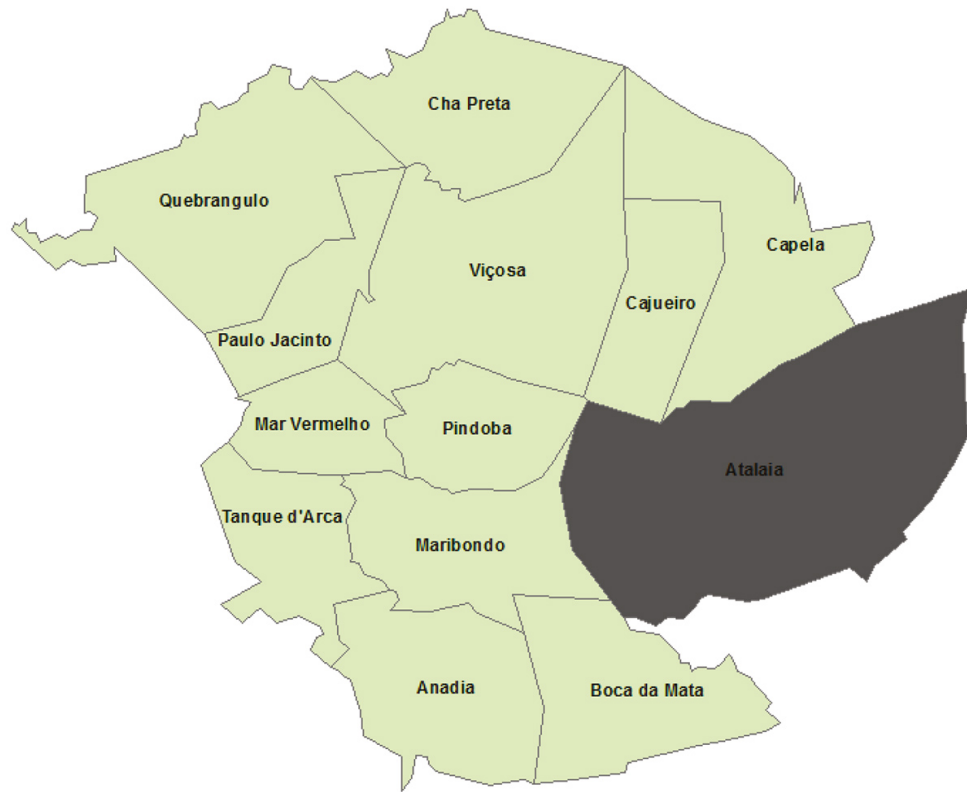 Cha Preta
Quebrangulo
Capela
Viçosa
Cajueiro
Paulo Jacinto
Mar Vermelho
Pindoba
Atalaia
Tanque d'Arca
Maribondo
Anadia
Boca da Mata